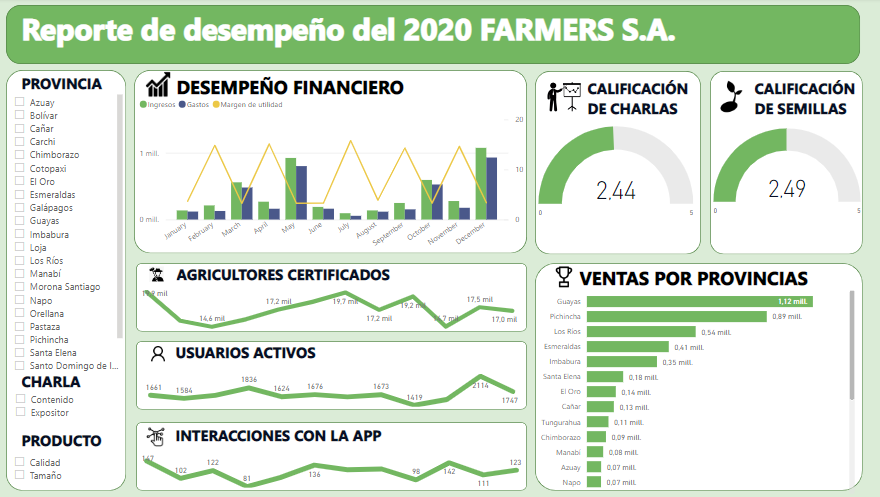 Reporte de desempeño del 2020 FARMERS S.A.
PROVINCIA
Azuay
Bolívar
Cañar
Carchi
Chimborazo
Cotopaxi
El Oro
Esmeraldas
Galápagos
Guayas
Imbabura
Loja
Los Ríos
Manabí
Morona Santiago
Napo
Orellana
Pastaza
Pichincha
Santa Elena
Santo Domingo de l...
CHARLA
Contenido
Expositor
PRODUCTO
Calidad
Tamaño
DESEMPEÑO FINANCIERO
Ingresos Gastos Margen de utilidad
1 mill.
0 mill.
20
10
0
January
February
March
April
May
June
July
August
September
October
November
December
AGRICULTORES CERTIFICADOS
14,6 mil
17,2 mil
19,7 mil
17,2 mil
19,2 mil
17,5 mil
17,0 mil
USUARIOS ACTIVOS
1661
1584
1836
1624
1676
1673
1419
2114
1747
INTERACCIONES CON LA APP
147
102
122
81
136
98
142
111
123
CALIFICACIÓN
DE CHARLAS
2,44
0
5
CALIFICACIÓN
DE SEMILLAS
2,49
0
5
VENTAS POR PROVINCIAS
Guayas 1,12 mill.
Pichincha 0,89 mill.
Los Ríos 0,54 mill.
Esmeraldas 0,41 mill.
Imbabura 0,35 mill.
Santa Elena 0,18 mill.
El Oro 0,14 mill.
Cañar 0,13 mill.
Tungurahua 0,11 mill.
Chimborazo 0,09 mill.
Manabí 0,08 mill.
Azuay 0,07 mill.
Napo 0,07 mill.